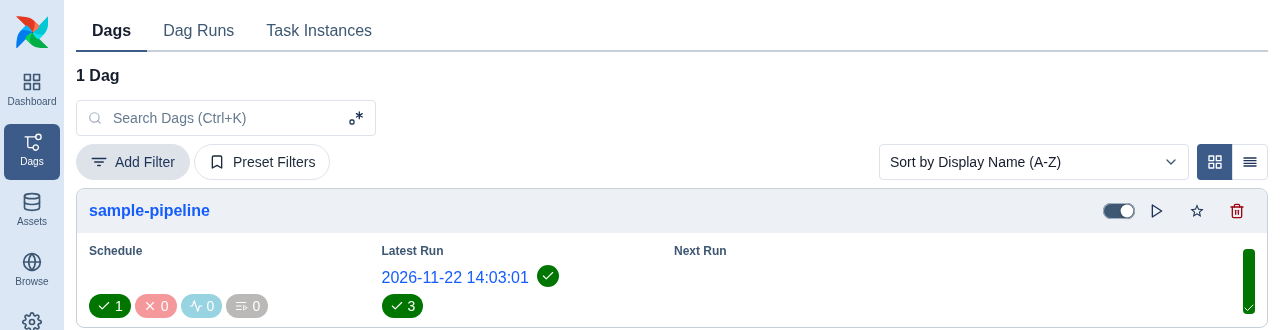 Dags Dag Runs Task Instances
1 Dag
Dashboard
Search Dags (Ctrl+K) .*
Dags
Add Filter Preset Filters Sort by Display Name (A-Z)
Assets
sample-pipeline
Browse
Schedule Latest Run Next Run
2026-11-22 14:03:01
1 0 0 0 3